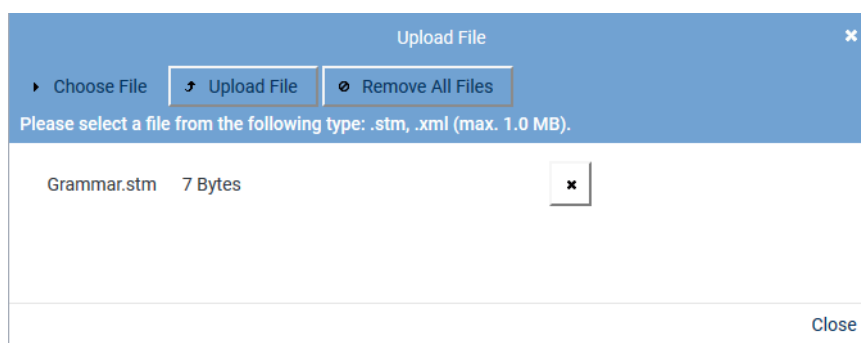 Upload File
Choose File Upload File Remove All Files
Please select a file from the following type: .stm, .xml (max. 1.0 MB).
Grammar.stm 7 Bytes
Close